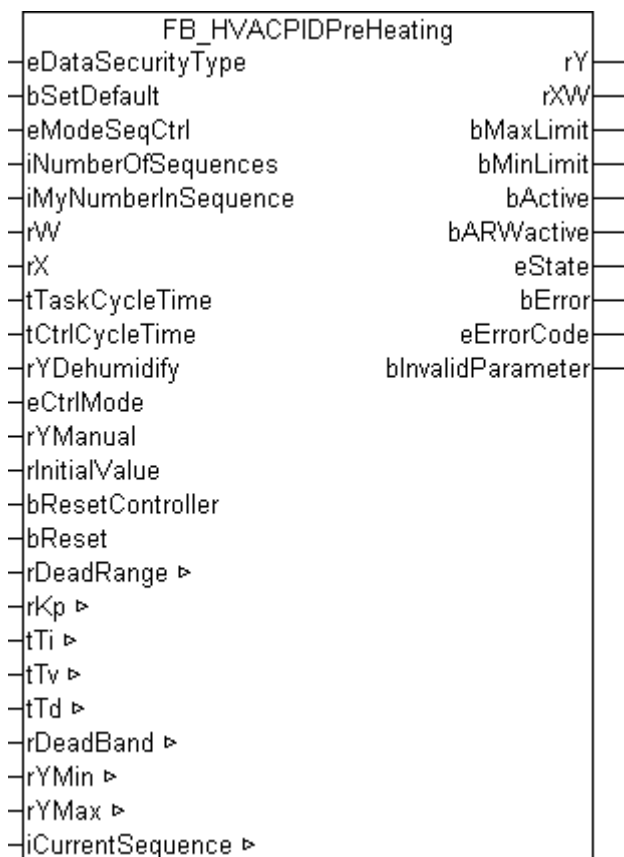 FB_HVACPIDPreHeating
eDataSecurityType rY
bSetDefault rXW
eModeSeqCtrl bMaxLimit
iNumberOfSequences bMinLimit
iMyNumberInSequence bActive
rW bARWactive
rX eState
tTaskCycleTime bError
tCtrlCycleTime eErrorCode
rYDehumidify bInvalidParameter
eCtrlMode
rYManual
rInitialValue
bResetController
bReset
rDeadRange ▹
rKp ▹
tTi ▹
tTv ▹
tTd ▹
rDeadBand ▹
rYMin ▹
rYMax ▹
iCurrentSequence ▹